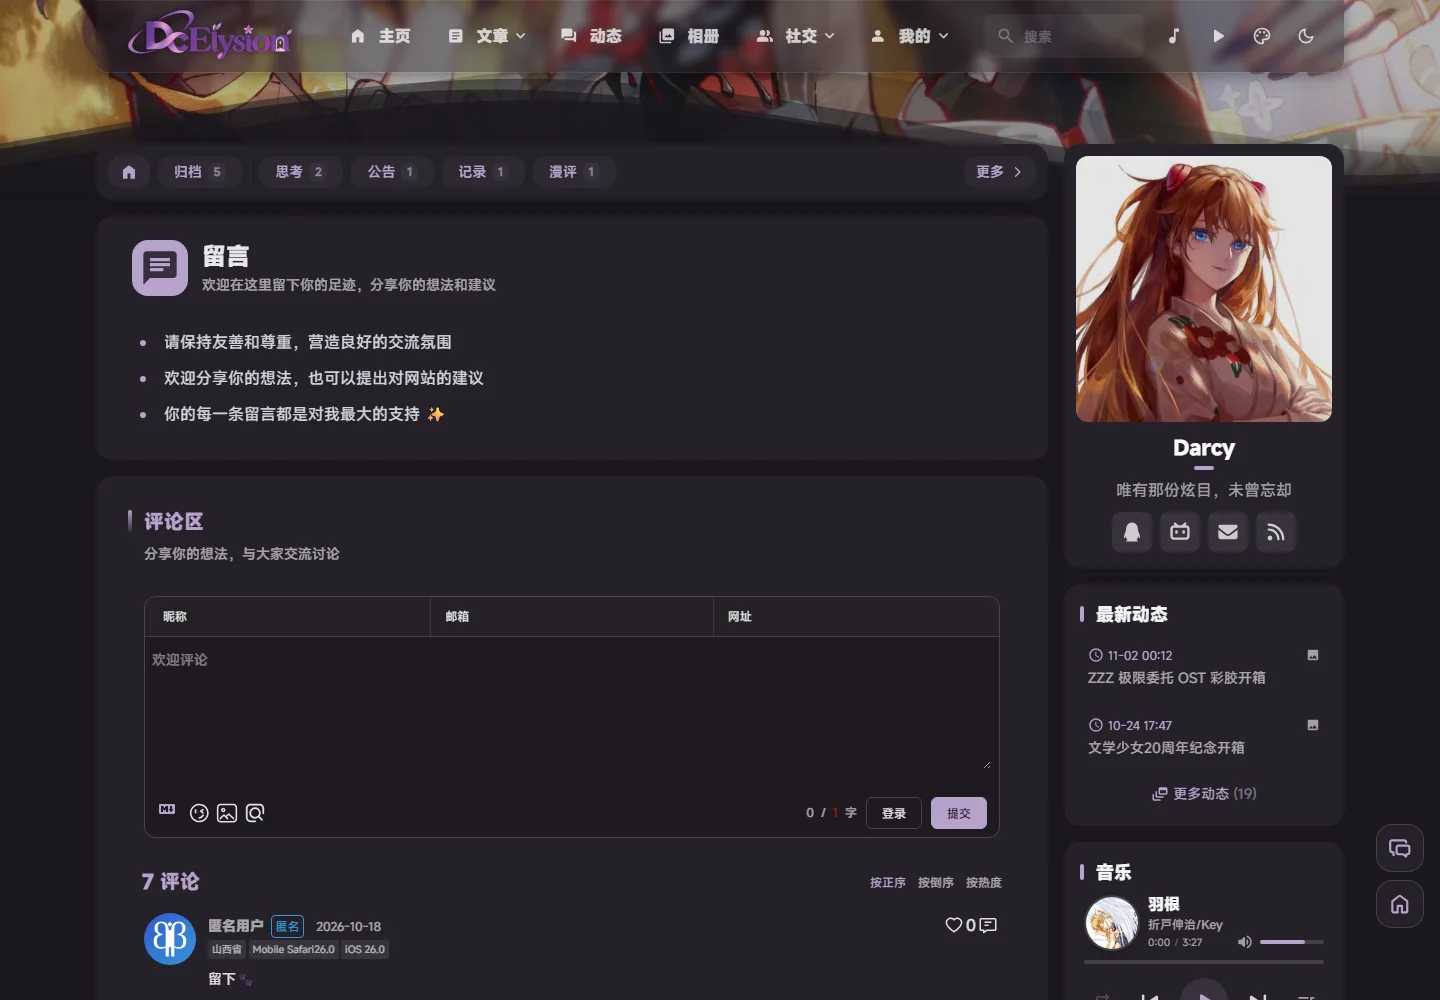 DcElysion
主页 文章 动态 相册 社交 我的 搜索
归档 5 思考 2 公告 1 记录 1 漫评 1 更多
留言
欢迎在这里留下你的足迹，分享你的想法和建议
请保持友善和尊重，营造良好的交流氛围
欢迎分享你的想法，也可以提出对网站的建议
你的每一条留言都是对我最大的支持 ✨
评论区
分享你的想法，与大家交流讨论
昵称 邮箱 网址
欢迎评论
0 / 1 字 登录 提交
7 评论 按正序 按倒序 按热度
匿名用户 匿名 2026-10-18 0
山西省 Mobile Safari26.0 iOS 26.0
留下🐾
Darcy
唯有那份炫目，未曾忘却
最新动态
11-02 00:12
ZZZ 极限委托 OST 彩胶开箱
10-24 17:47
文学少女20周年纪念开箱
更多动态 (19)
音乐
羽根
折戸伸治/Key
0:00 / 3:27